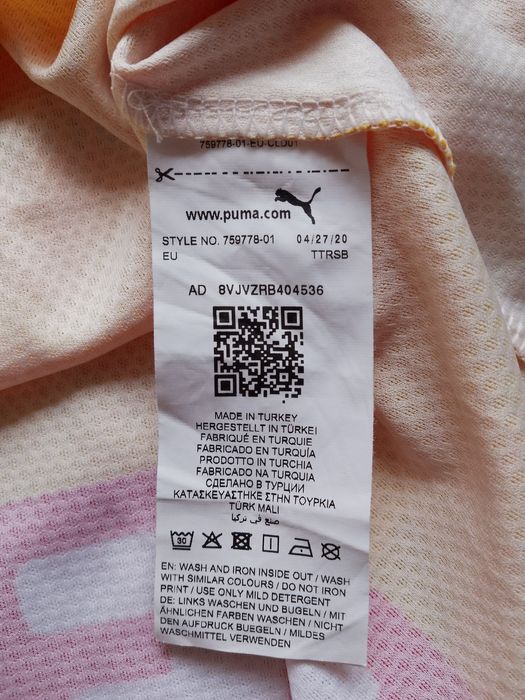 759778-01-EU-CLD01
www.puma.com
STYLE NO. 759778-01 04/27/20
EU TTRSB
AD 8VJVZRB404536
MADE IN TURKEY
HERGESTELLT IN TÜRKEI
FABRIQUÉ EN TURQUIE
FABRICADO EN TURQUÍA
PRODOTTO IN TURCHIA
FABRICADO NA TURQUIA
СДЕЛАНО В ТУРЦИИ
ΚΑΤΑΣΚΕΥΑΣΤΗΚΕ ΣΤΗΝ ΤΟΥΡΚΙΑ
TÜRK MALI
صنع في تركيا
30
EN: WASH AND IRON INSIDE OUT / WASH
WITH SIMILAR COLOURS / DO NOT IRON
PRINT / USE ONLY MILD DETERGENT
DE: LINKS WASCHEN UND BÜGELN / MIT
ÄHNLICHEN FARBEN WASCHEN / NICHT
DEN AUFDRUCK BUEGELN / MILDES
WASCHMITTEL VERWENDEN